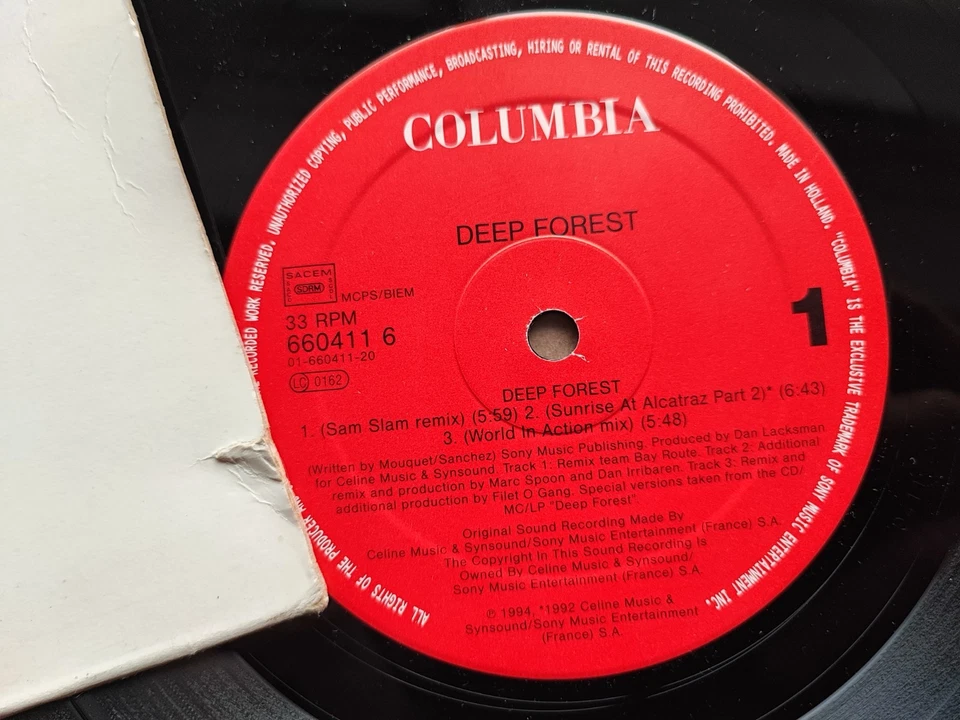 COLUMBIA
DEEP FOREST
SACEM
SDRM
MCPS/BIEM
33 RPM
660411 6
01-660411-20
LC 0162
1
DEEP FOREST
1. (Sam Slam remix) (5:59) 2. (Sunrise At Alcatraz Part 2)* (6:43)
3. (World In Action mix) (5:48)
(Written by Mouquet/Sanchez) Sony Music Publishing. Produced by Dan Lacksman
for Celine Music & Synsound. Track 1: Remix team Bay Route. Track 2: Additional
remix and production by Marc Spoon and Dan Irribaren. Track 3: Remix and
additional production by Filet O Gang. Special versions taken from the CD/
MC/LP "Deep Forest".
Original Sound Recording Made By
Celine Music & Synsound/Sony Music Entertainment (France) S.A.
The Copyright In This Sound Recording Is
Owned By Celine Music & Synsound/
Sony Music Entertainment (France) S.A.
℗ 1994, *1992 Celine Music &
Synsound/Sony Music Entertainment
(France) S.A.
ALL RIGHTS OF THE PRODUCER RECORDED WORK RESERVED. UNAUTHORIZED COPYING, PUBLIC PERFORMANCE, BROADCASTING, HIRING OR RENTAL OF THIS RECORDING PROHIBITED. MADE IN HOLLAND. "COLUMBIA" IS THE EXCLUSIVE TRADEMARK OF SONY MUSIC ENTERTAINMENT INC.